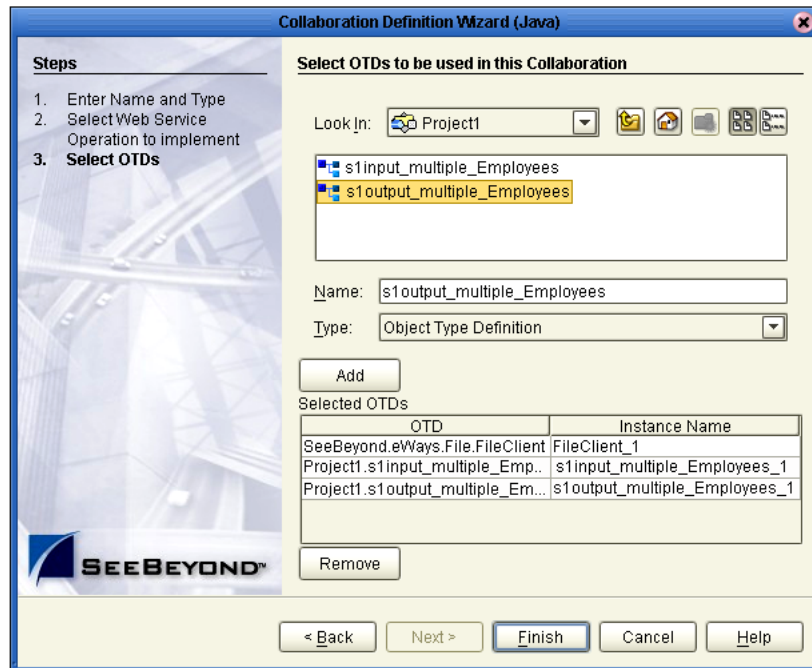 Collaboration Definition Wizard (Java)
Steps
1. Enter Name and Type
2. Select Web Service
Operation to implement
3. Select OTDs
Select OTDs to be used in this Collaboration
Look In: Project1
s1input_multiple_Employees
s1output_multiple_Employees
Name: s1output_multiple_Employees
Type: Object Type Definition
Add
Selected OTDs
OTD Instance Name
SeeBeyond.eWays.File.FileClient FileClient_1
Project1.s1input_multiple_Emp.. s1input_multiple_Employees_1
Project1.s1output_multiple_Em... s1output_multiple_Employees_1
Remove
SEEBEYOND™
< Back Next > Finish Cancel Help